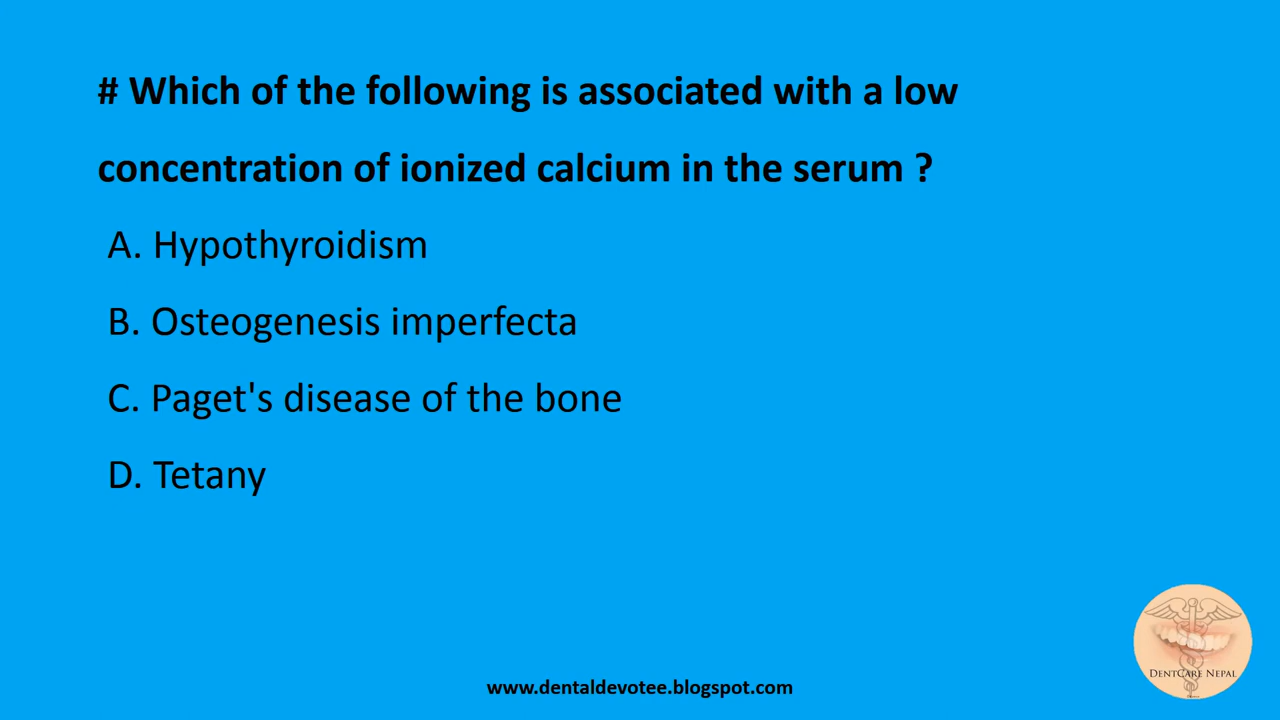 # Which of the following is associated with a low
concentration of ionized calcium in the serum ?
A. Hypothyroidism
B. Osteogenesis imperfecta
C. Paget's disease of the bone
D. Tetany
DENTCARE NEPAL
www.dentaldevotee.blogspot.com